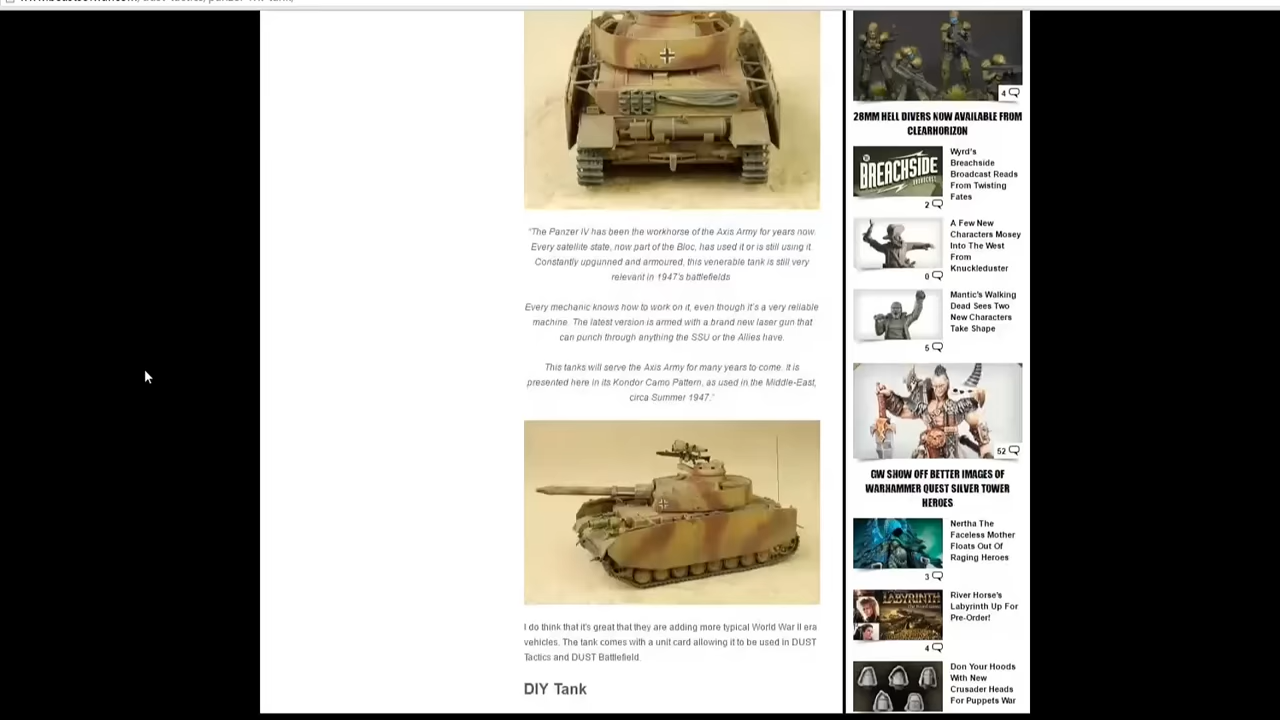 "The Panzer IV has been the workhorse of the Axis Army for years now.
Every satellite state, now part of the Bloc, has used it or is still using it.
Constantly upgunned and armoured, this venerable tank is still very
relevant in 1947's battlefields
Every mechanic knows how to work on it, even though it's a very reliable
machine. The latest version is armed with a brand new laser gun that
can punch through anything the SSU or the Allies have.
This tanks will serve the Axis Army for many years to come. It is
presented here in its Kondor Camo Pattern, as used in the Middle-East,
circa Summer 1947."
I do think that it's great that they are adding more typical World War II era
vehicles. The tank comes with a unit card allowing it to be used in DUST
Tactics and DUST Battlefield.
DIY Tank
4
28MM HELL DIVERS NOW AVAILABLE FROM
CLEARHORIZON
BREACHSIDE
BROADCAST
2
Wyrd's
Breachside
Broadcast Reads
From Twisting
Fates
0
A Few New
Characters Mosey
Into The West
From
Knuckleduster
5
Mantic's Walking
Dead Sees Two
New Characters
Take Shape
52
GW SHOW OFF BETTER IMAGES OF
WARHAMMER QUEST SILVER TOWER
HEROES
3
Nertha The
Faceless Mother
Floats Out Of
Raging Heroes
LABYRINTH
4
River Horse's
Labyrinth Up For
Pre-Order!
Don Your Hoods
With New
Crusader Heads
For Puppets War